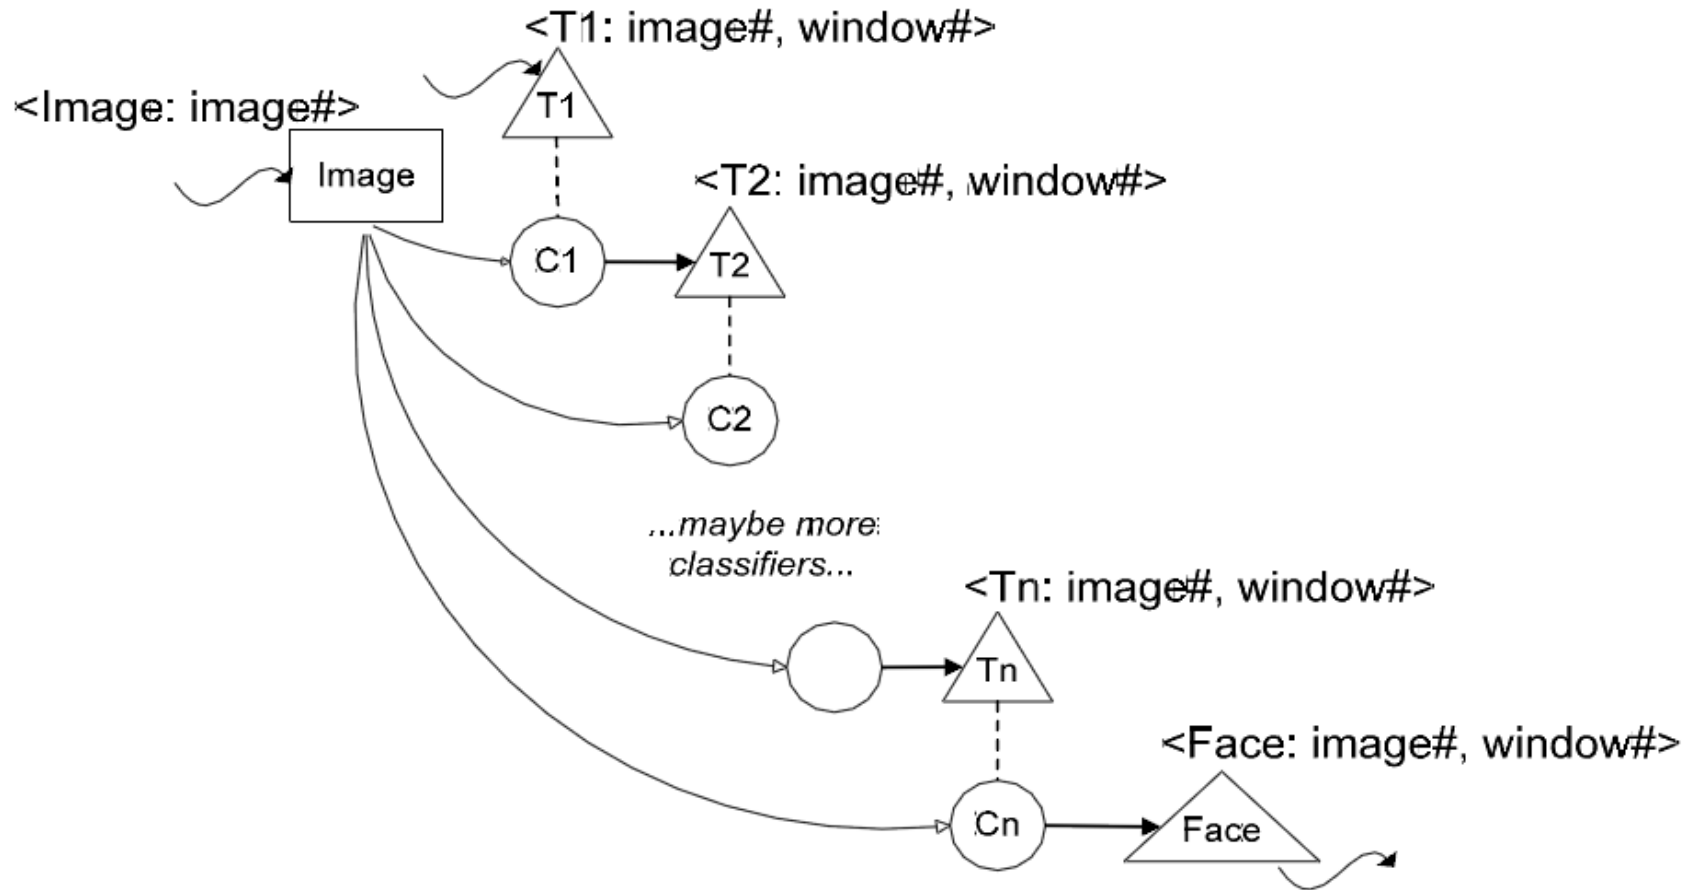 <T1: image#, window#>
<Image: image#>
T1
Image
<T2: image#, window#>
C1
T2
C2
...maybe more
classifiers...
<Tn: image#, window#>
Tn
<Face: image#, window#>
Cn
Face